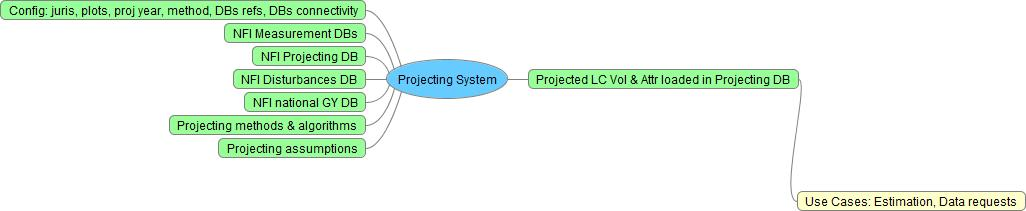 Config: juris, plots, proj year, method, DBs refs, DBs connectivity
NFI Measurement DBs
NFI Projecting DB
NFI Disturbances DB
NFI national GY DB
Projecting methods & algorithms
Projecting assumptions
Projecting System
Projected LC Vol & Attr loaded in Projecting DB
Use Cases: Estimation, Data requests